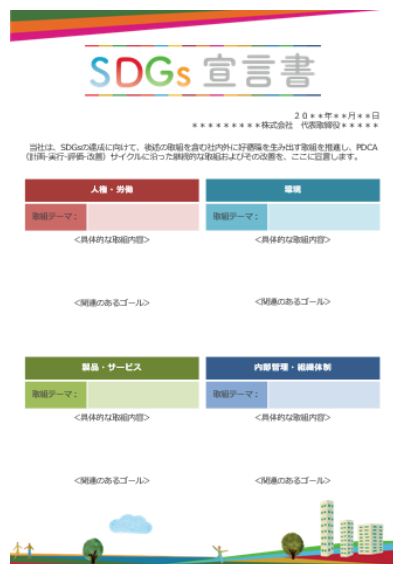 SDGs 宣言書
20**年**月**日
*********株式会社 代表取締役*****
当社は、SDGsの達成に向けて、後述の取組を含む社内外に好循環を生み出す取組を推進し、PDCA
(計画-実行-評価-改善)サイクルに沿った継続的な取組およびその改善を、ここに宣言します。
人権・労働
環境
取組テーマ:
取組テーマ:
<具体的な取組内容>
<具体的な取組内容>
<関連のあるゴール>
<関連のあるゴール>
製品・サービス
内部管理・組織体制
取組テーマ:
取組テーマ:
<具体的な取組内容>
<具体的な取組内容>
<関連のあるゴール>
<関連のあるゴール>